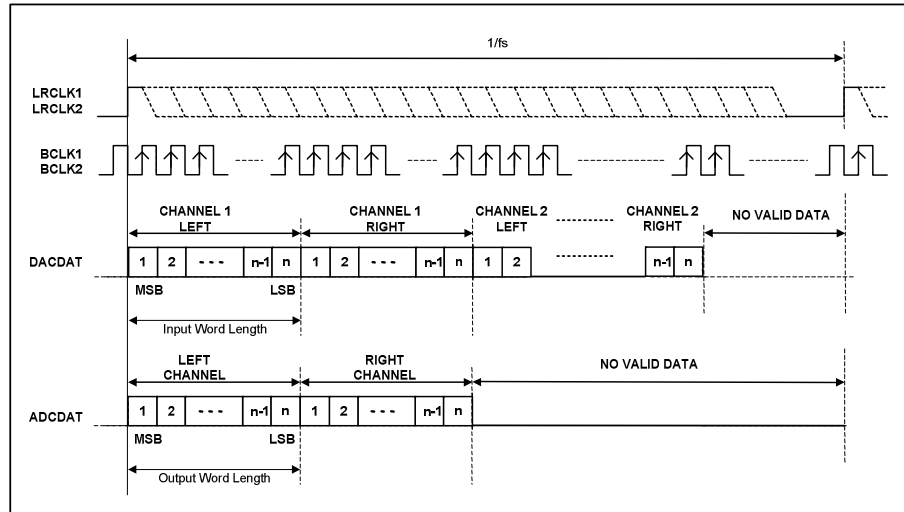 1/fs
LRCLK1
LRCLK2
BCLK1
BCLK2
CHANNEL 1
LEFT
CHANNEL 1
RIGHT
CHANNEL 2
LEFT
CHANNEL 2
RIGHT
NO VALID DATA
DACDAT
1 2 - - - n-1 n 1 2 - - - n-1 n 1 2 n-1 n
MSB LSB
Input Word Length
LEFT
CHANNEL
RIGHT
CHANNEL
NO VALID DATA
ADCDAT
1 2 - - - n-1 n 1 2 - - - n-1 n
MSB LSB
Output Word Length